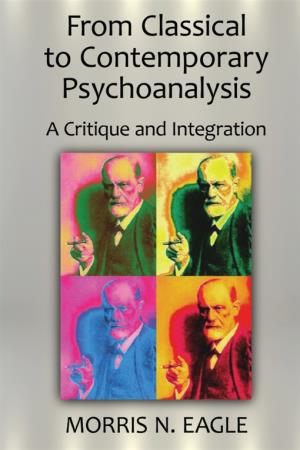 From Classical
to Contemporary
Psychoanalysis
A Critique and Integration
MORRIS N. EAGLE